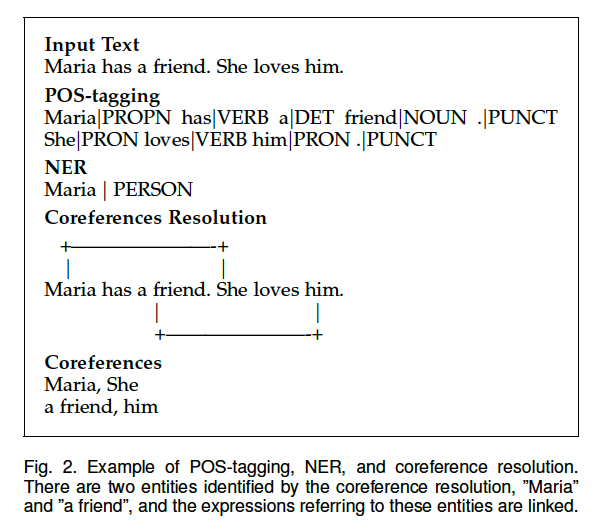 Input Text
Maria has a friend. She loves him.
POS-tagging
Maria|PROPN has|VERB a|DET friend|NOUN .|PUNCT
She|PRON loves|VERB him|PRON .|PUNCT
NER
Maria | PERSON
Coreferences Resolution
+———————-+
| |
Maria has a friend. She loves him.
| |
+———————-+
Coreferences
Maria, She
a friend, him
Fig. 2. Example of POS-tagging, NER, and coreference resolution.
There are two entities identified by the coreference resolution, ”Maria”
and ”a friend”, and the expressions referring to these entities are linked.